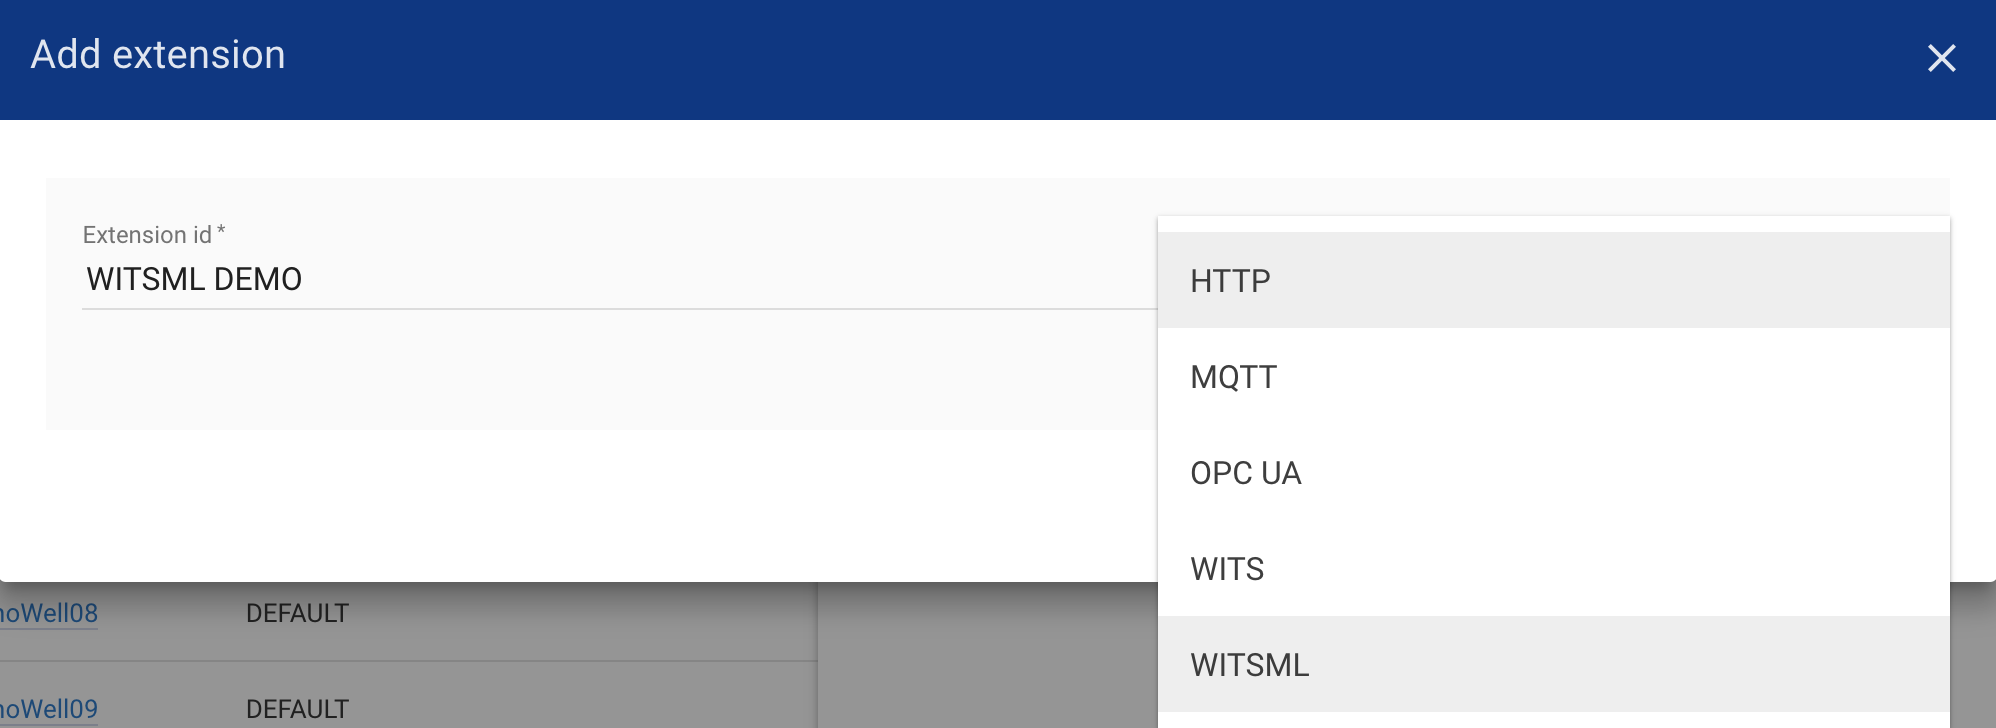 Add extension
Extension id *
WITSML DEMO
HTTP
MQTT
OPC UA
WITS
WITSML
noWell08 DEFAULT
noWell09 DEFAULT